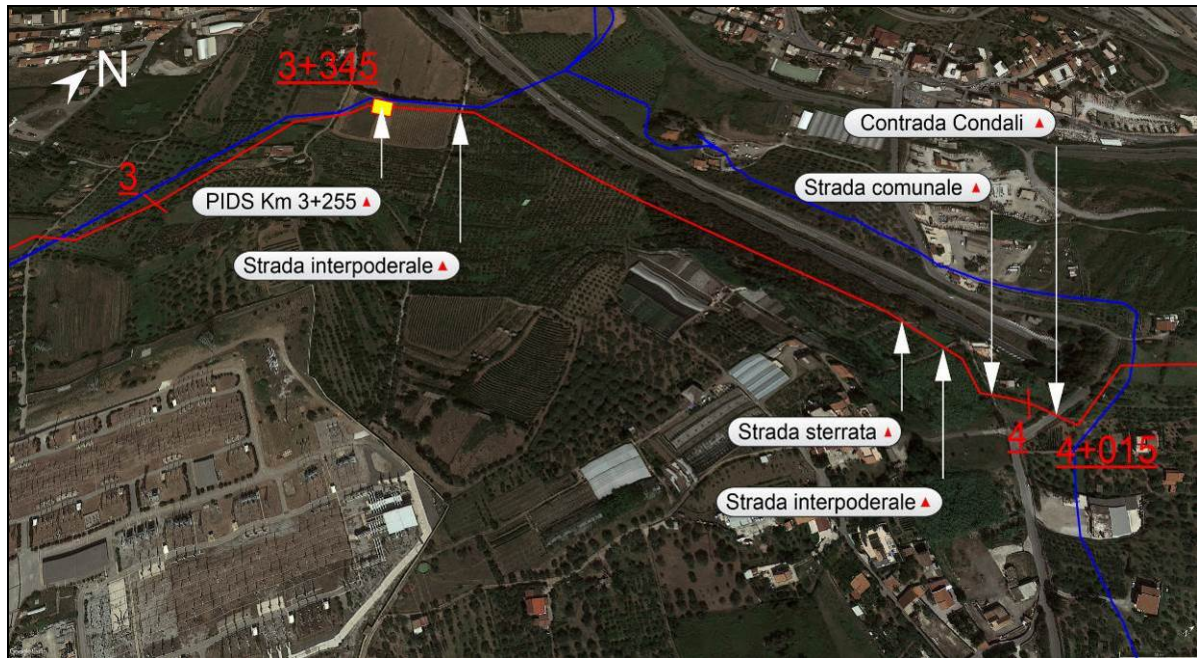 N
3+345
Contrada Condali
3
PIDS Km 3+255
Strada comunale
Strada interpoderale
Strada sterrata
4
4+015
Strada interpoderale